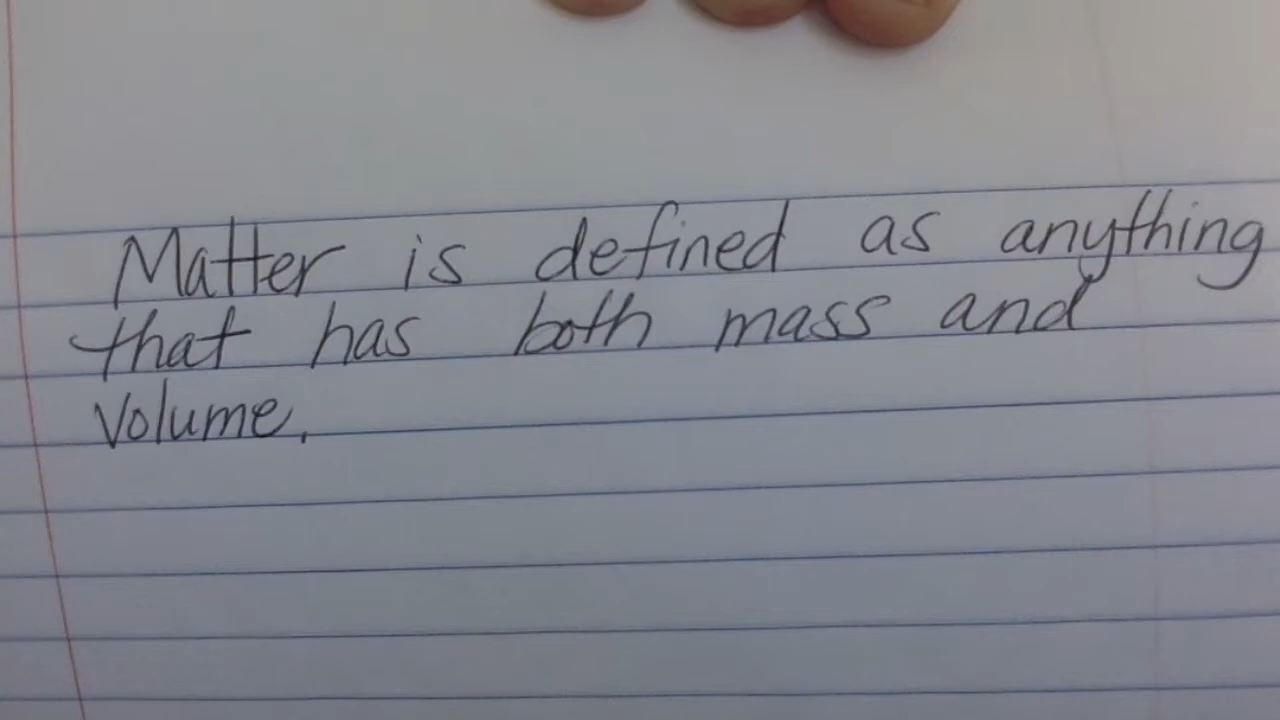 Matter is defined as anything
that has both mass and
volume.